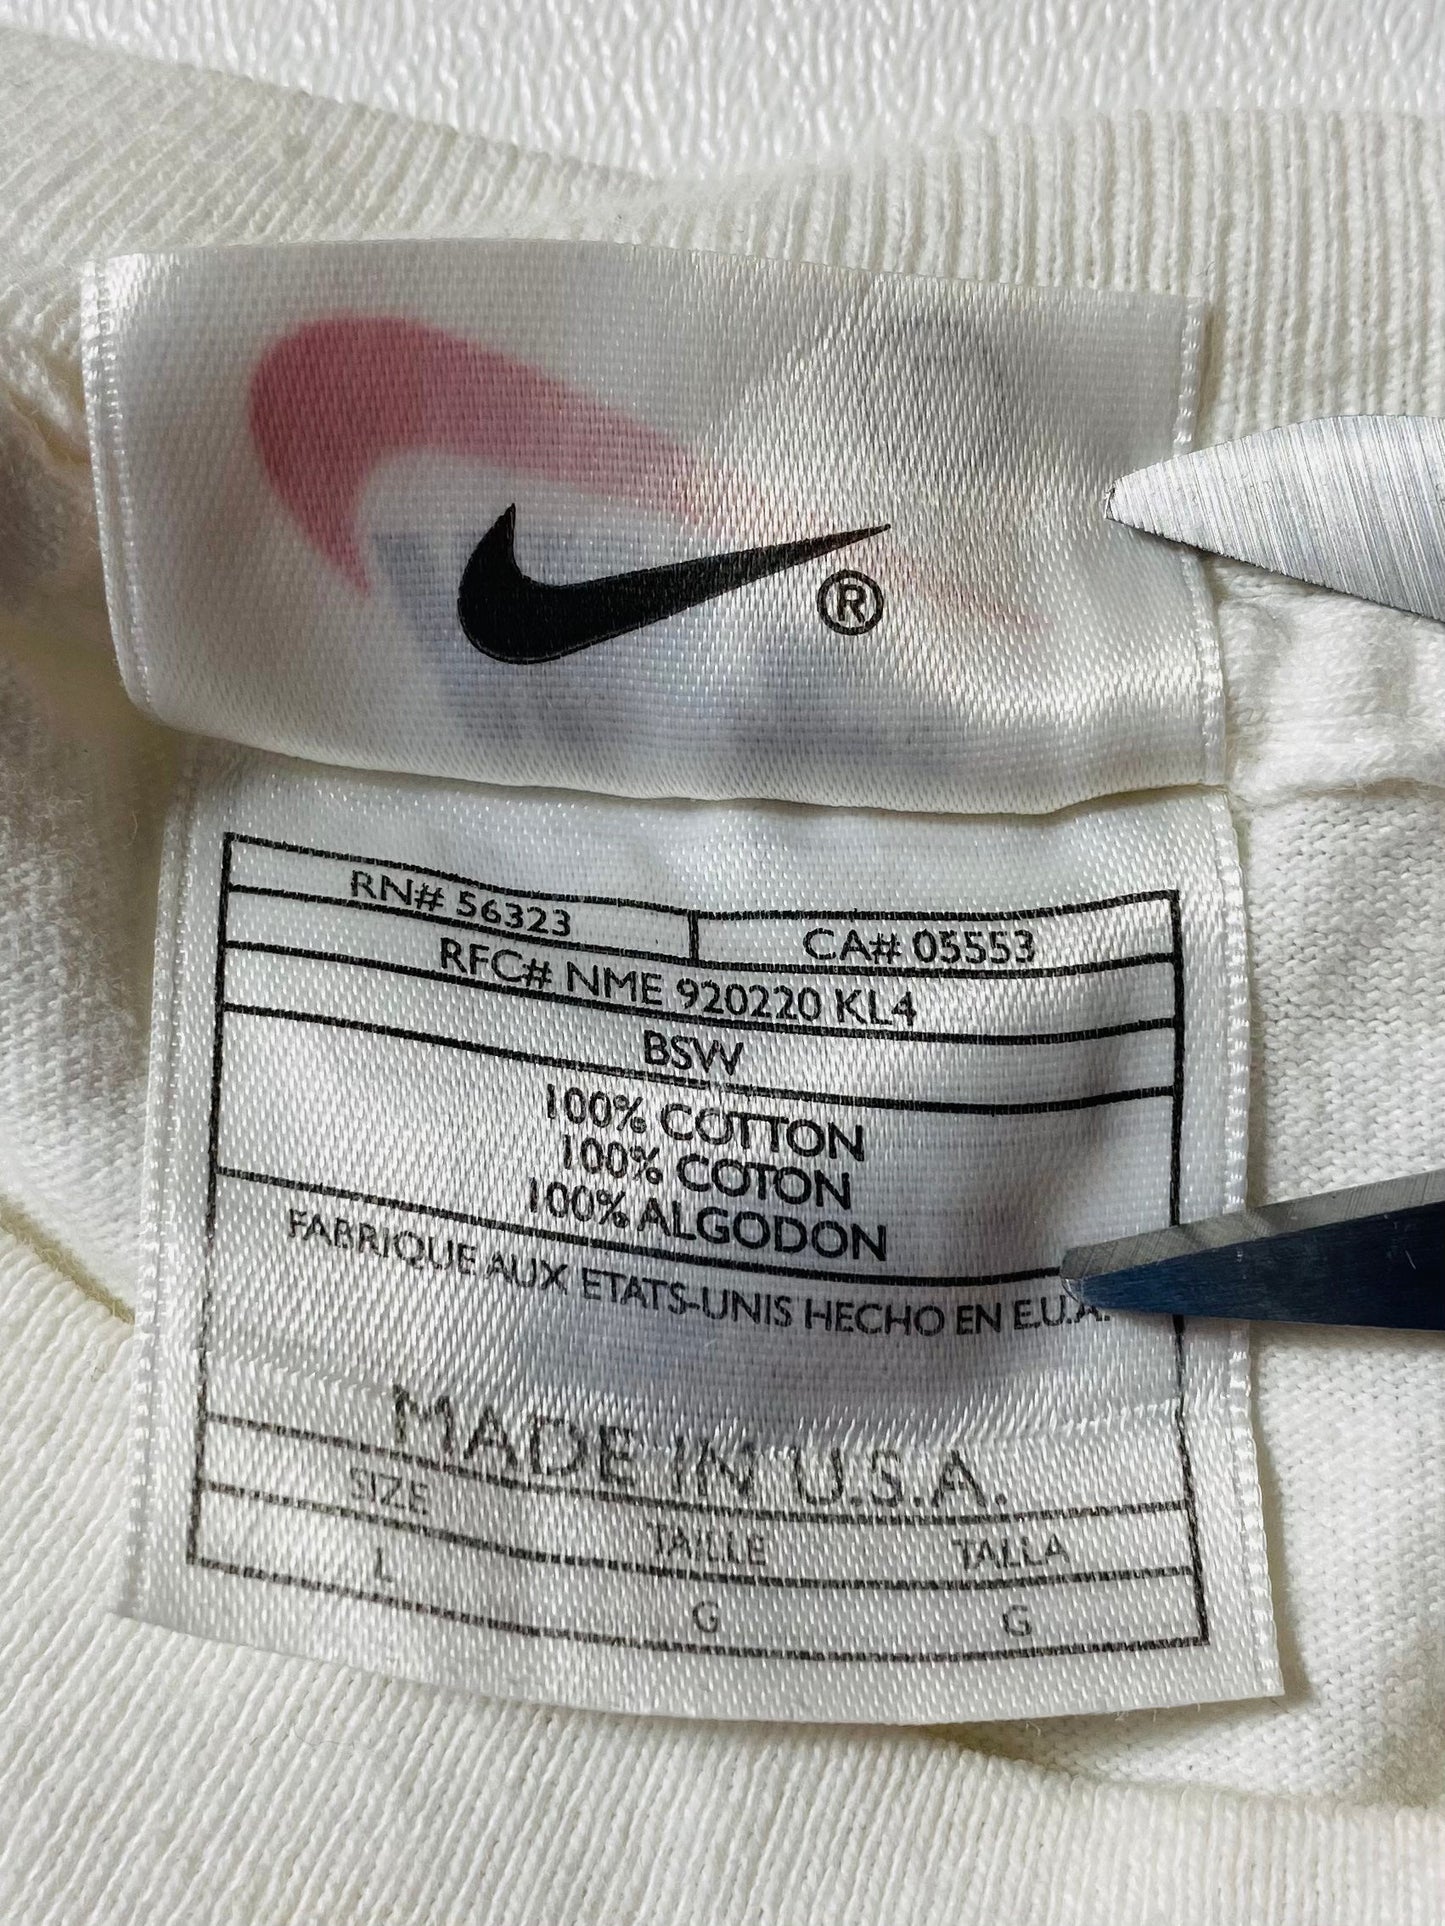 ®
RN# 56323 CA# 05553
RFC# NME 920220 KL4
BSW
100% COTTON
100% COTON
100% ALGODON
FABRIQUE AUX ETATS-UNIS HECHO EN E.U.A.
MADE IN U.S.A.
SIZE TAILLE TALLA
L G G